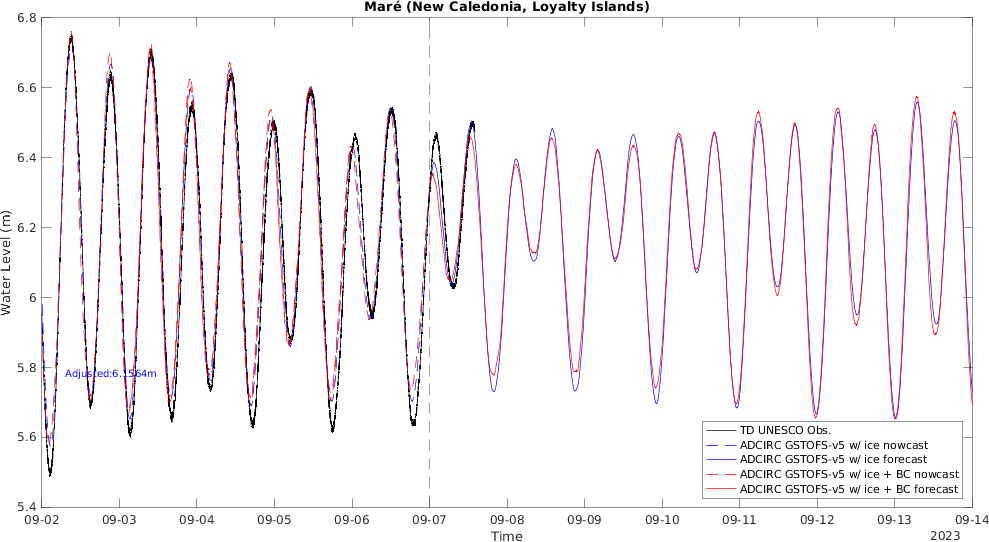 Maré (New Caledonia, Loyalty Islands)
6.8
6.6
6.4
6.2
6
5.8
5.6
5.4
Water Level (m)
Adjusted:6.1564m
TD UNESCO Obs.
ADCIRC GSTOFS-v5 w/ ice nowcast
ADCIRC GSTOFS-v5 w/ ice forecast
ADCIRC GSTOFS-v5 w/ ice + BC nowcast
ADCIRC GSTOFS-v5 w/ ice + BC forecast
09-02 09-03 09-04 09-05 09-06 09-07 09-08 09-09 09-10 09-11 09-12 09-13 09-14
Time
2023